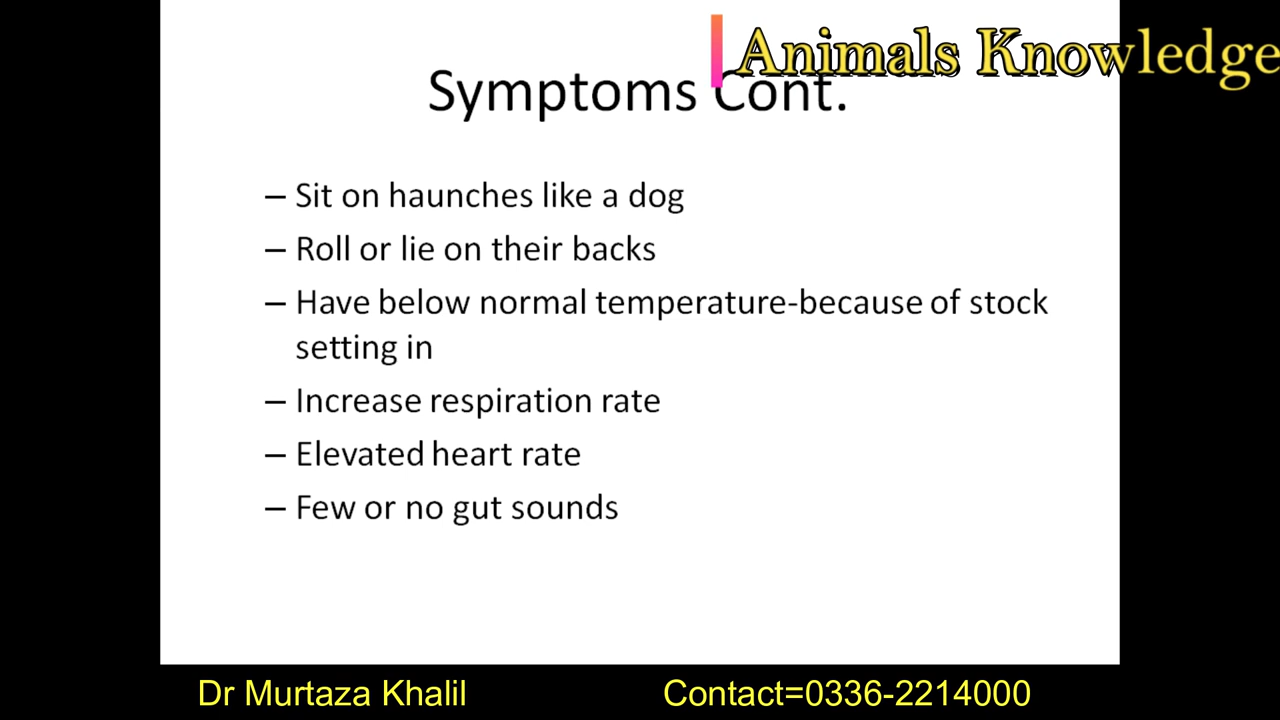 Animals Knowledge
Symptoms Cont.
– Sit on haunches like a dog
– Roll or lie on their backs
– Have below normal temperature-because of stock
setting in
– Increase respiration rate
– Elevated heart rate
– Few or no gut sounds
Dr Murtaza Khalil
Contact=0336-2214000